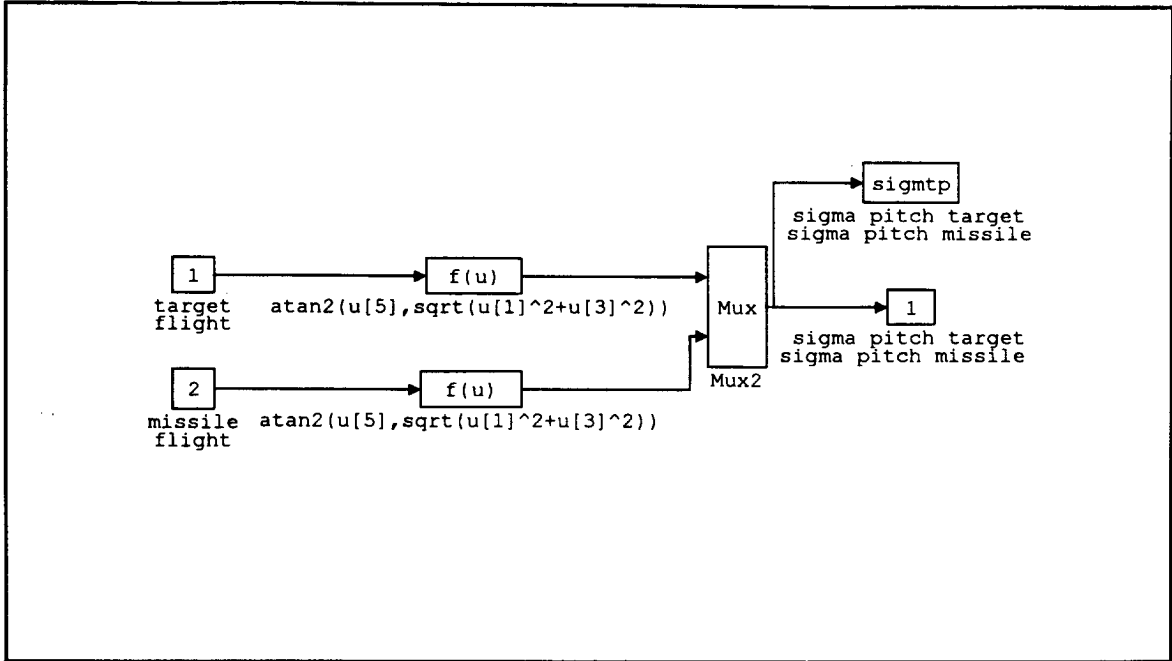 sigmtp
sigma pitch target
sigma pitch missile
1
target
flight
f(u)
atan2(u[5],sqrt(u[1]^2+u[3]^2))
Mux
Mux2
1
sigma pitch target
sigma pitch missile
2
missile
flight
f(u)
atan2(u[5],sqrt(u[1]^2+u[3]^2))